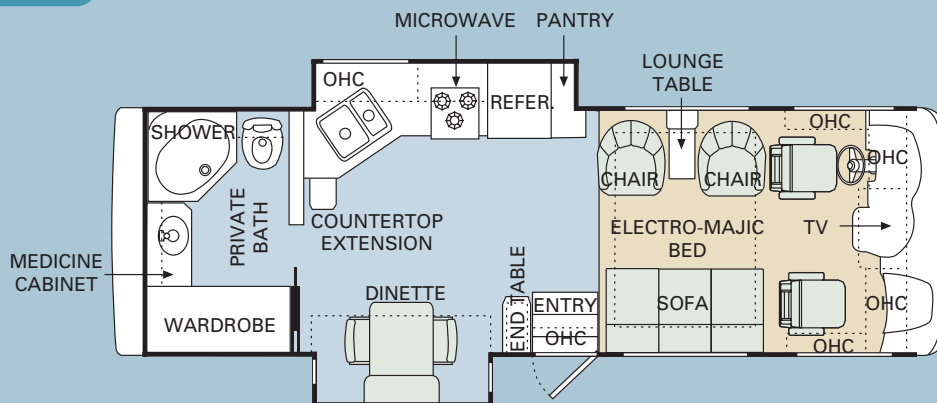 MICROWAVE
PANTRY
LOUNGE
TABLE
OHC
REFER.
SHOWER
OHC
OHC
CHAIR
CHAIR
PRIVATE
BATH
COUNTERTOP
EXTENSION
ELECTRO-MAJIC
BED
TV
MEDICINE
CABINET
DINETTE
END TABLE
ENTRY
SOFA
OHC
WARDROBE
OHC
OHC